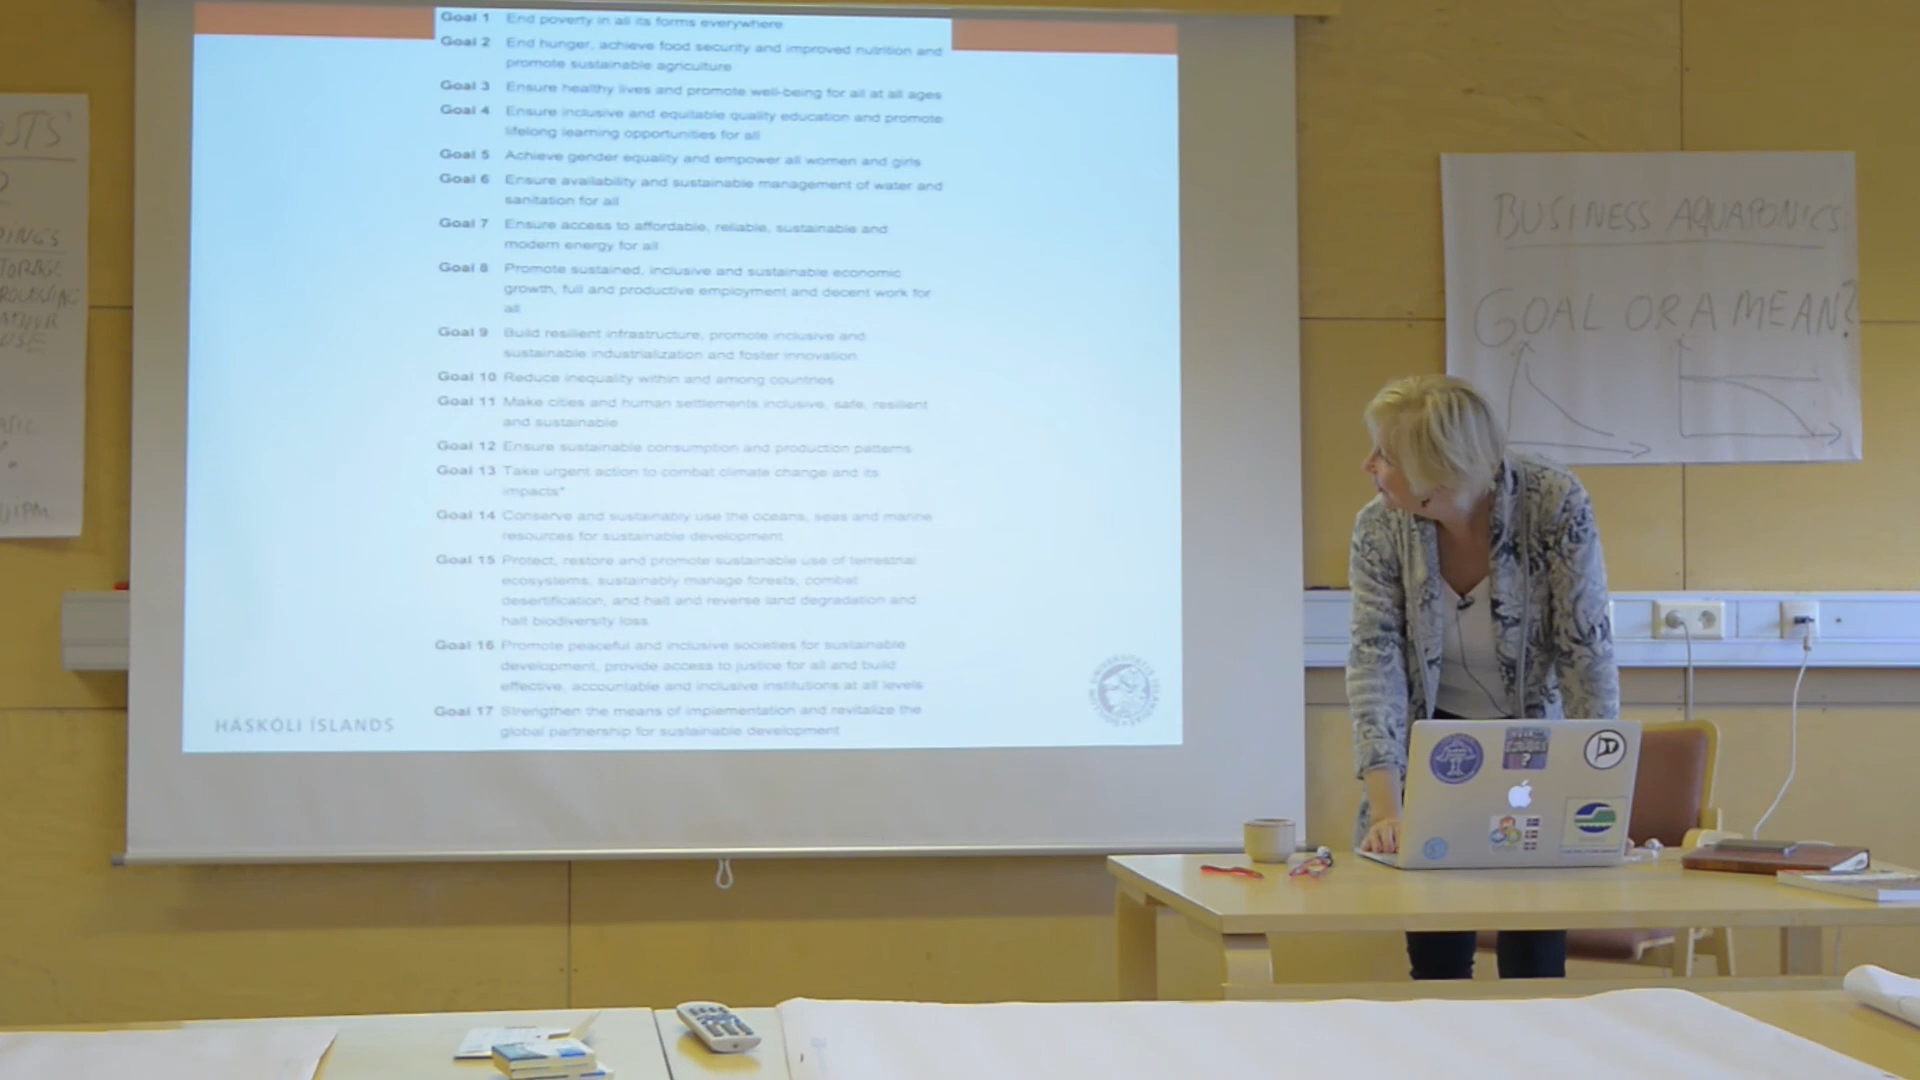 Goal 1 End poverty in all its forms everywhere
Goal 2 End hunger, achieve food security and improved nutrition and
promote sustainable agriculture
Goal 3 Ensure healthy lives and promote well-being for all at all ages
Goal 4 Ensure inclusive and equitable quality education and promote
lifelong learning opportunities for all
Goal 5 Achieve gender equality and empower all women and girls
Goal 6 Ensure availability and sustainable management of water and
sanitation for all
Goal 7 Ensure access to affordable, reliable, sustainable and
modern energy for all
Goal 8 Promote sustained, inclusive and sustainable economic
growth, full and productive employment and decent work for
all
Goal 9 Build resilient infrastructure, promote inclusive and
sustainable industrialization and foster innovation
Goal 10 Reduce inequality within and among countries
Goal 11 Make cities and human settlements inclusive, safe, resilient
and sustainable
Goal 12 Ensure sustainable consumption and production patterns
Goal 13 Take urgent action to combat climate change and its
impacts*
Goal 14 Conserve and sustainably use the oceans, seas and marine
resources for sustainable development
Goal 15 Protect, restore and promote sustainable use of terrestrial
ecosystems, sustainably manage forests, combat
desertification, and halt and reverse land degradation and
halt biodiversity loss
Goal 16 Promote peaceful and inclusive societies for sustainable
development, provide access to justice for all and build
effective, accountable and inclusive institutions at all levels
Goal 17 Strengthen the means of implementation and revitalize the
global partnership for sustainable development
HÁSKÓLI ÍSLANDS
BUSINESS AQUAPONICS
GOAL OR A MEAN?